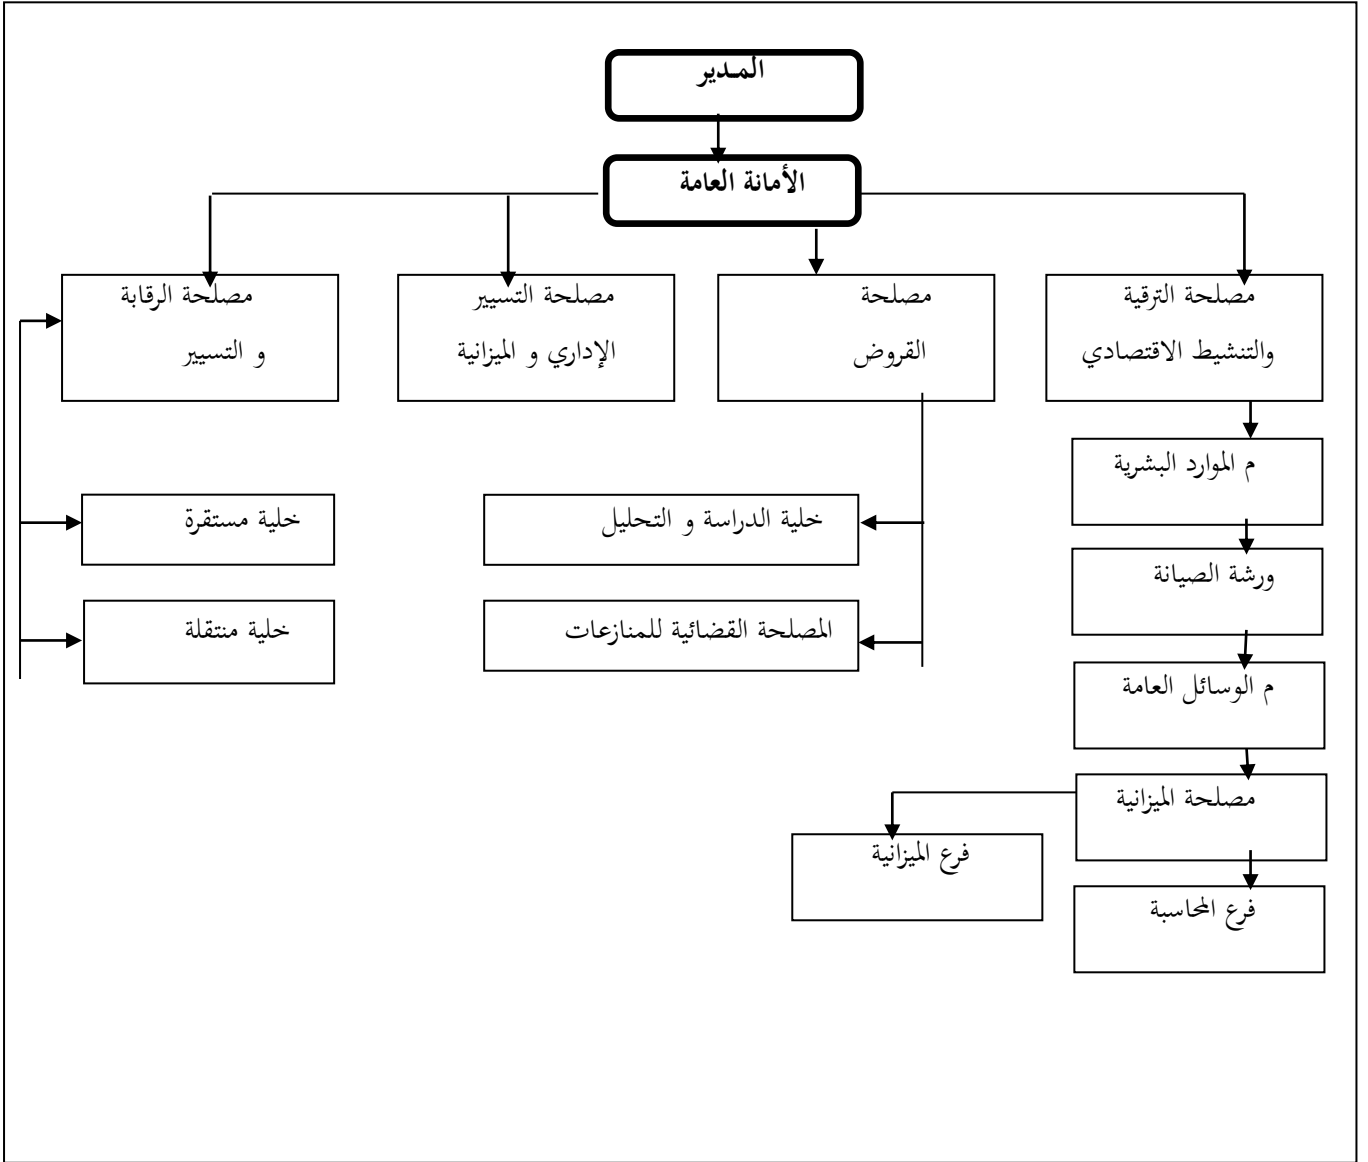 المـدير
الأمانة العامة
مصلحة الترقية
والتنشيط الاقتصادي
مصلحة
القروض
مصلحة التسيير
الإداري و الميزانية
مصلحة الرقابة
و التسيير
م الموارد البشرية
ورشة الصيانة
م الوسائل العامة
مصلحة الميزانية
فرع الميزانية
فرع المحاسبة
خلية الدراسة و التحليل
المصلحة القضائية للمنازعات
خلية مستقرة
خلية منتقلة